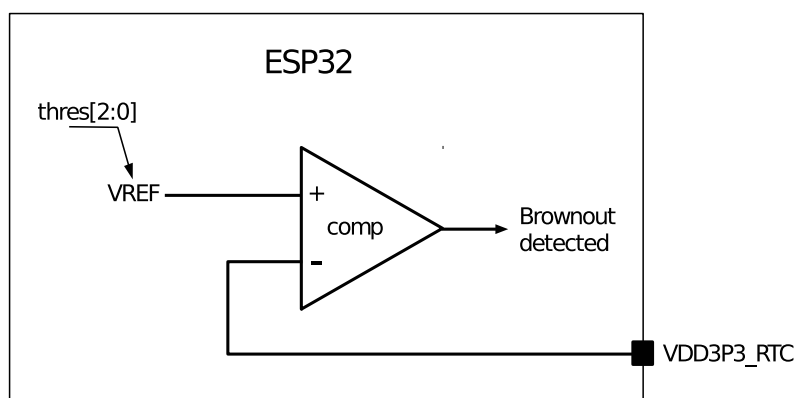 ESP32
thres[2:0]
VREF
+
comp
-
Brownout
detected
VDD3P3_RTC